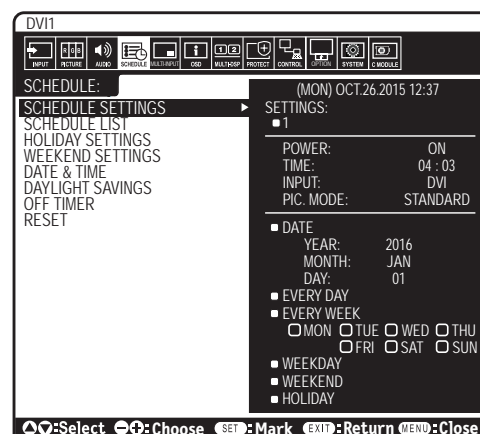 DVI1
INPUT PICTURE AUDIO SCHEDULE MULTI-INPUT OSD MULTI-DSP PROTECT CONTROL OPTION SYSTEM C MODULE
SCHEDULE:
SCHEDULE SETTINGS
SCHEDULE LIST
HOLIDAY SETTINGS
WEEKEND SETTINGS
DATE & TIME
DAYLIGHT SAVINGS
OFF TIMER
RESET
(MON) OCT.26.2015 12:37
SETTINGS:
1
POWER: ON
TIME: 04 : 03
INPUT: DVI
PIC. MODE: STANDARD
DATE
YEAR: 2016
MONTH: JAN
DAY: 01
EVERY DAY
EVERY WEEK
MON TUE WED THU
FRI SAT SUN
WEEKDAY
WEEKEND
HOLIDAY
:Select :Choose SET :Mark EXIT :Return MENU :Close